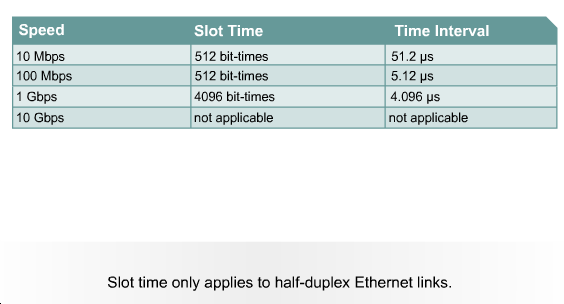 Speed Slot Time Time Interval
10 Mbps 512 bit-times 51.2 µs
100 Mbps 512 bit-times 5.12 µs
1 Gbps 4096 bit-times 4.096 µs
10 Gbps not applicable not applicable
Slot time only applies to half-duplex Ethernet links.